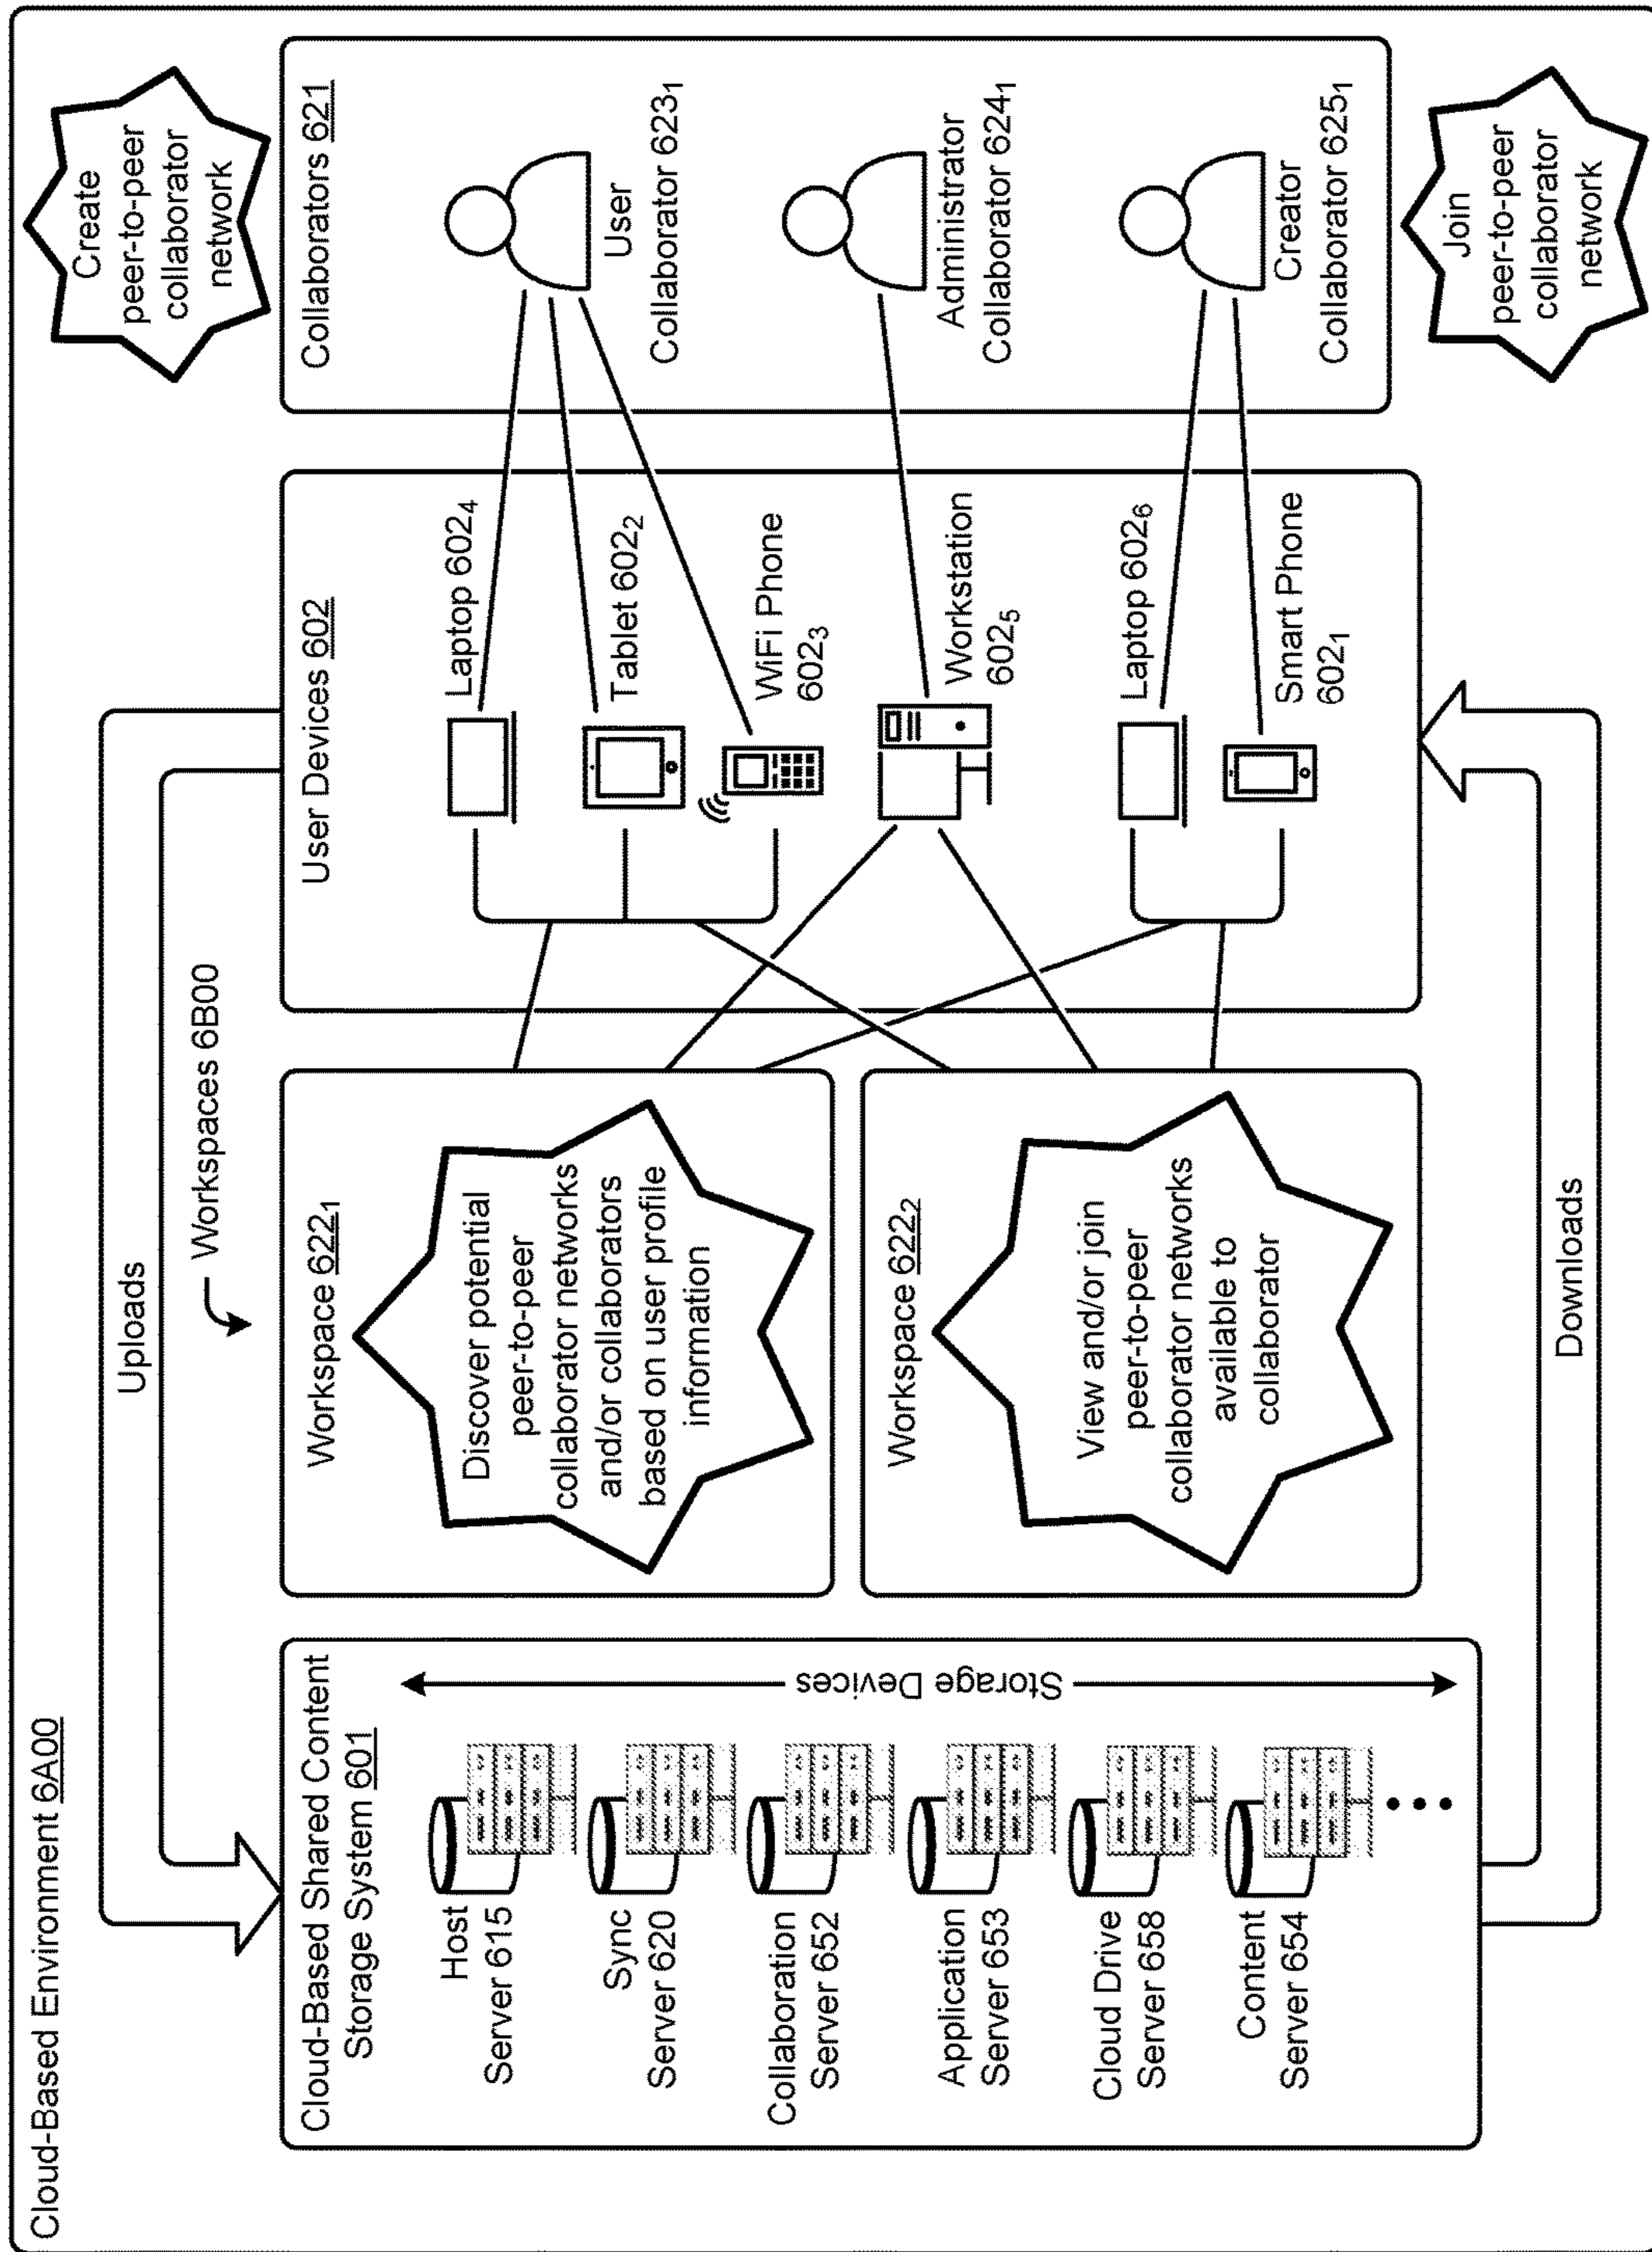 Cloud-Based Environment 6A00
Uploads
Workspaces 6B00
Cloud-Based Shared Content
Storage System 601
Host
Server 615
Sync
Server 620
Collaboration
Server 652
Application
Server 653
Cloud Drive
Server 658
Content
Server 654
Storage Devices
Workspace 622₁
Discover potential
peer-to-peer
collaborator networks
and/or collaborators
based on user profile
information
Workspace 622₂
View and/or join
peer-to-peer
collaborator networks
available to
collaborator
User Devices 602
Laptop 602₄
Tablet 602₂
WiFi Phone
602₃
Workstation
602₅
Laptop 602₆
Smart Phone
602₁
Create
peer-to-peer
collaborator
network
Collaborators 621
User
Collaborator 623₁
Administrator
Collaborator 624₁
Creator
Collaborator 625₁
Join
peer-to-peer
collaborator
network
Downloads